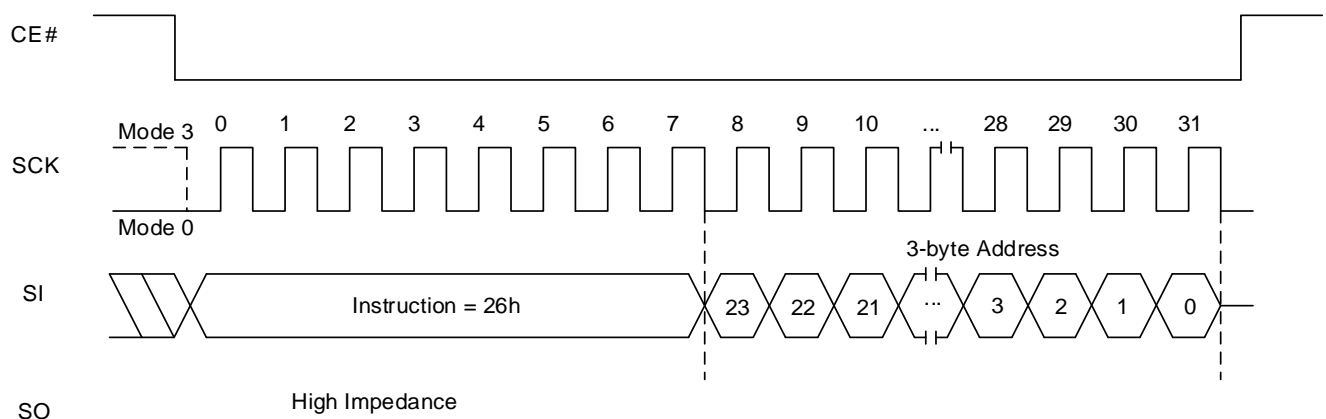 CE#
0 1 2 3 4 5 6 7 8 9 10 ... 28 29 30 31
Mode 3
SCK
Mode 0
3-byte Address
SI
Instruction = 26h 23 22 21 ... 3 2 1 0
High Impedance
SO